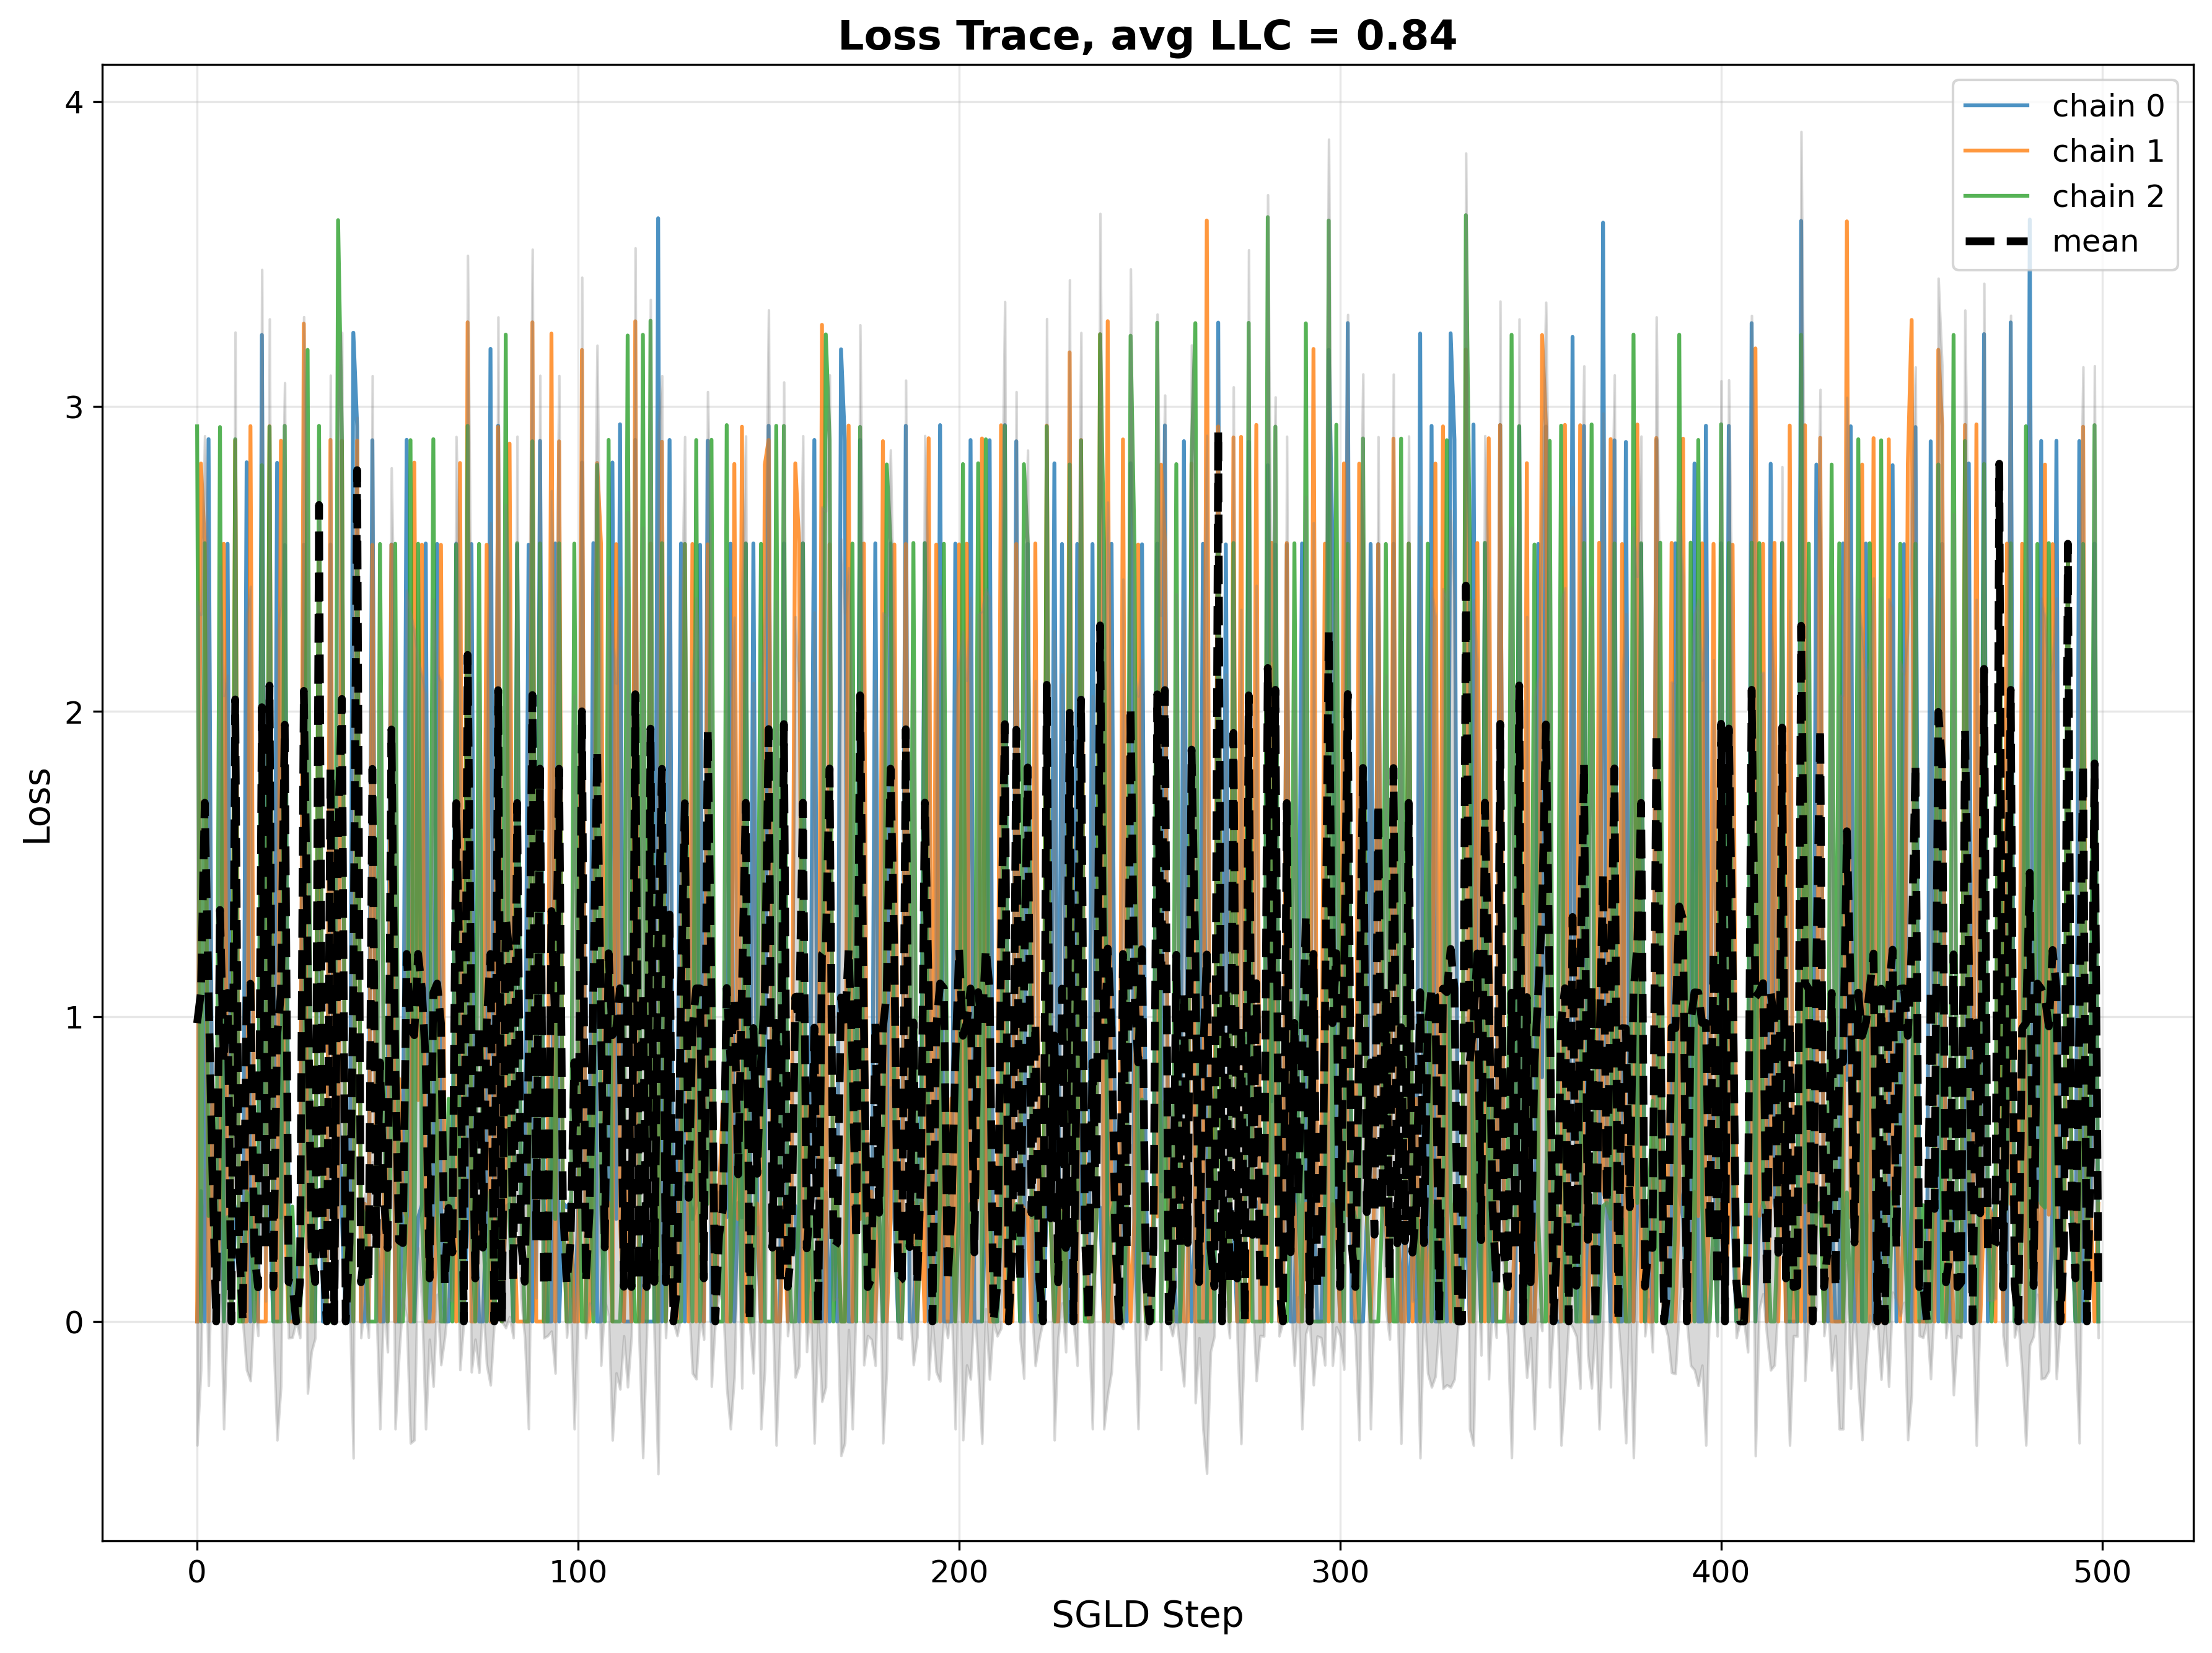 Loss Trace, avg LLC = 0.84
chain 0
chain 1
chain 2
mean
Loss
4
3
2
1
0
0 100 200 300 400 500
SGLD Step